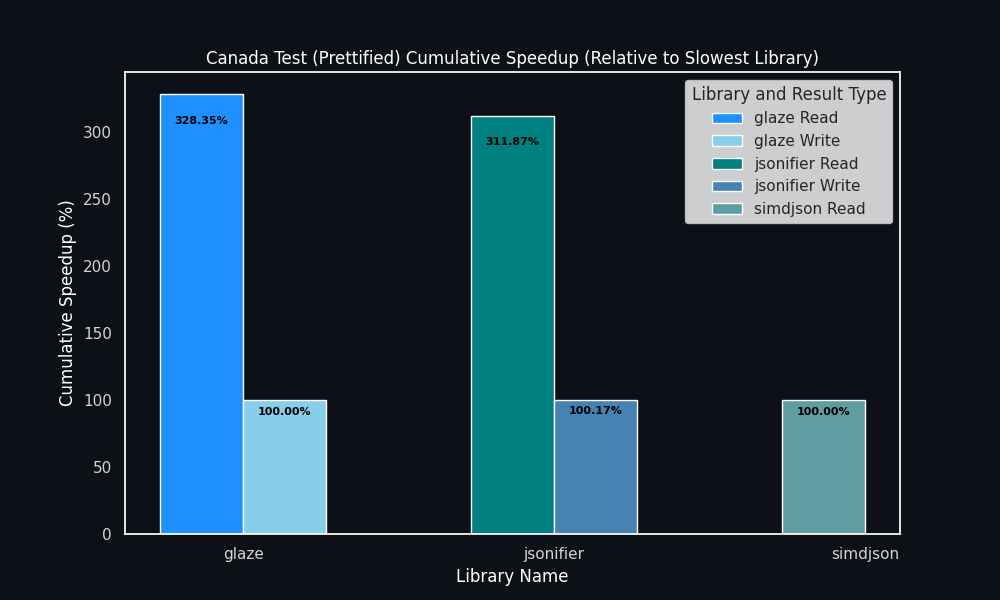 Canada Test (Prettified) Cumulative Speedup (Relative to Slowest Library)
Library and Result Type
glaze Read
glaze Write
jsonifier Read
jsonifier Write
simdjson Read
328.35%
100.00%
311.87%
100.17%
100.00%
Cumulative Speedup (%)
300
250
200
150
100
50
0
glaze
jsonifier
simdjson
Library Name